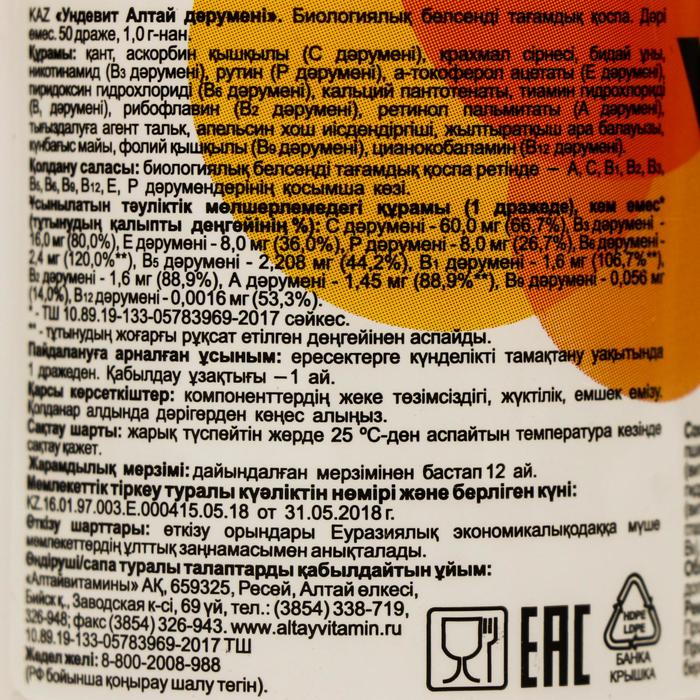 KAZ «Ундевит Алтай дәрумені». Биологиялық белсенді тағамдық қоспа. Дәрі
емес. 50 драже, 1,0 г-нан.
Құрамы: қант, аскорбин қышқылы (С дәрумені), крахмал сірнесі, бидай ұны,
никотинамид (В3 дәрумені), рутин (Р дәрумені), а-токоферол ацетаты (Е дәрумені),
пиридоксин гидрохлориді (В6 дәрумені), кальций пантотенаты, тиамин гидрохлориді
(В1 дәрумені), рибофлавин (В2 дәрумені), ретинол пальмитаты (А дәрумені),
тығыздалуға агент тальк, апельсин хош иісдендіргіші, жылтыратқыш ара балауызы,
күнбағыс майы, фолий қышқылы (В9 дәрумені), цианокобаламин (В12 дәрумені).
Қолдану саласы: биологиялық белсенді тағамдық қоспа ретінде – А, С, В1, В2, В3,
В5, В6, В9, В12, Е, Р дәрумендерінің қосымша көзі.
Ұсынылатын тәуліктік мөлшерлемедегі құрамы (1 дражеде), кем емес*
(тұтынудың қалыпты деңгейінің %): С дәрумені - 60,0 мг (66,7%), В3 дәрумені -
16,0 мг (80,0%), Е дәрумені - 8,0 мг (36,0%), Р дәрумені - 8,0 мг (26,7%), В6 дәрумені -
2,4 мг (120,0%**), В5 дәрумені - 2,208 мг (44,2%), В1 дәрумені - 1,6 мг (106,7%**),
В2 дәрумені - 1,6 мг (88,9%), А дәрумені - 1,45 мг (88,9%**), В9 дәрумені - 0,056 мг
(14,0%), В12 дәрумені - 0,0016 мг (53,3%).
* - ТШ 10.89.19-133-05783969-2017 сәйкес.
** - тұтынудың жоғарғы рұқсат етілген деңгейінен аспайды.
Пайдалануға арналған ұсыным: ересектерге күнделікті тамақтану уақытында
1 дражеден. Қабылдау ұзақтығы – 1 ай.
Қарсы көрсеткіштер: компоненттердің жеке төзімсіздігі, жүктілік, емшек емізу.
Қолданар алдында дәрігерден кеңес алыңыз.
Сақтау шарты: жарық түспейтін жерде 25 °С-ден аспайтын температура кезінде
сақтау қажет.
Жарамдылық мерзімі: дайындалған мерзімінен бастап 12 ай.
Мемлекеттік тіркеу туралы куәліктің нөмірі және берліген күні:
KZ.16.01.97.003.Е.000415.05.18 от 31.05.2018 г.
Өткізу шарттары: өткізу орындары Еуразиялық экономикалықодаққа мүше
мемлекеттердің ұлттық заңнамасымен анықталады.
Өндіруші/сапа туралы талаптарды қабылдайтын ұйым:
«Алтайвитамины» АҚ, 659325, Ресей, Алтай өлкесі,
Бийск қ., Заводская к-сі, 69 үй, тел.: (3854) 338-719,
326-948; факс (3854) 326-943. www.altayvitamin.ru
10.89.19-133-05783969-2017 ТШ
Жедел желі: 8-800-2008-988
(РФ бойынша қоңырау шалу тегін).
EAC
HDPE
LDPE
БАНКА
КРЫШКА